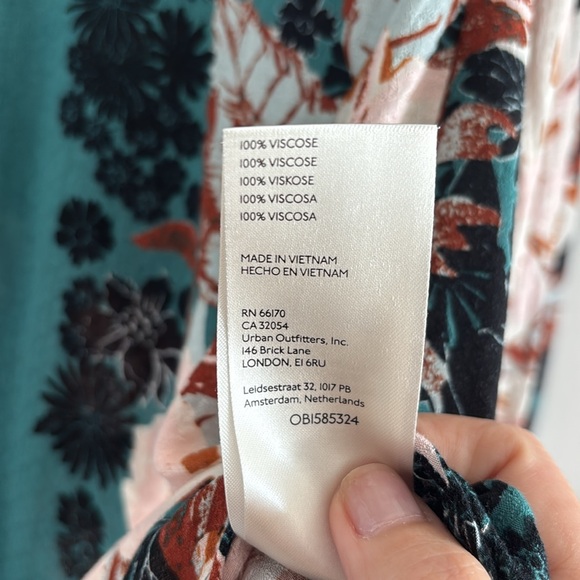 100% VISCOSE
100% VISCOSE
100% VISKOSE
100% VISCOSA
100% VISCOSA
MADE IN VIETNAM
HECHO EN VIETNAM
RN 66170
CA 32054
Urban Outfitters, Inc.
146 Brick Lane
LONDON, E1 6RU
Leidsestraat 32, 1017 PB
Amsterdam, Netherlands
OB1585324